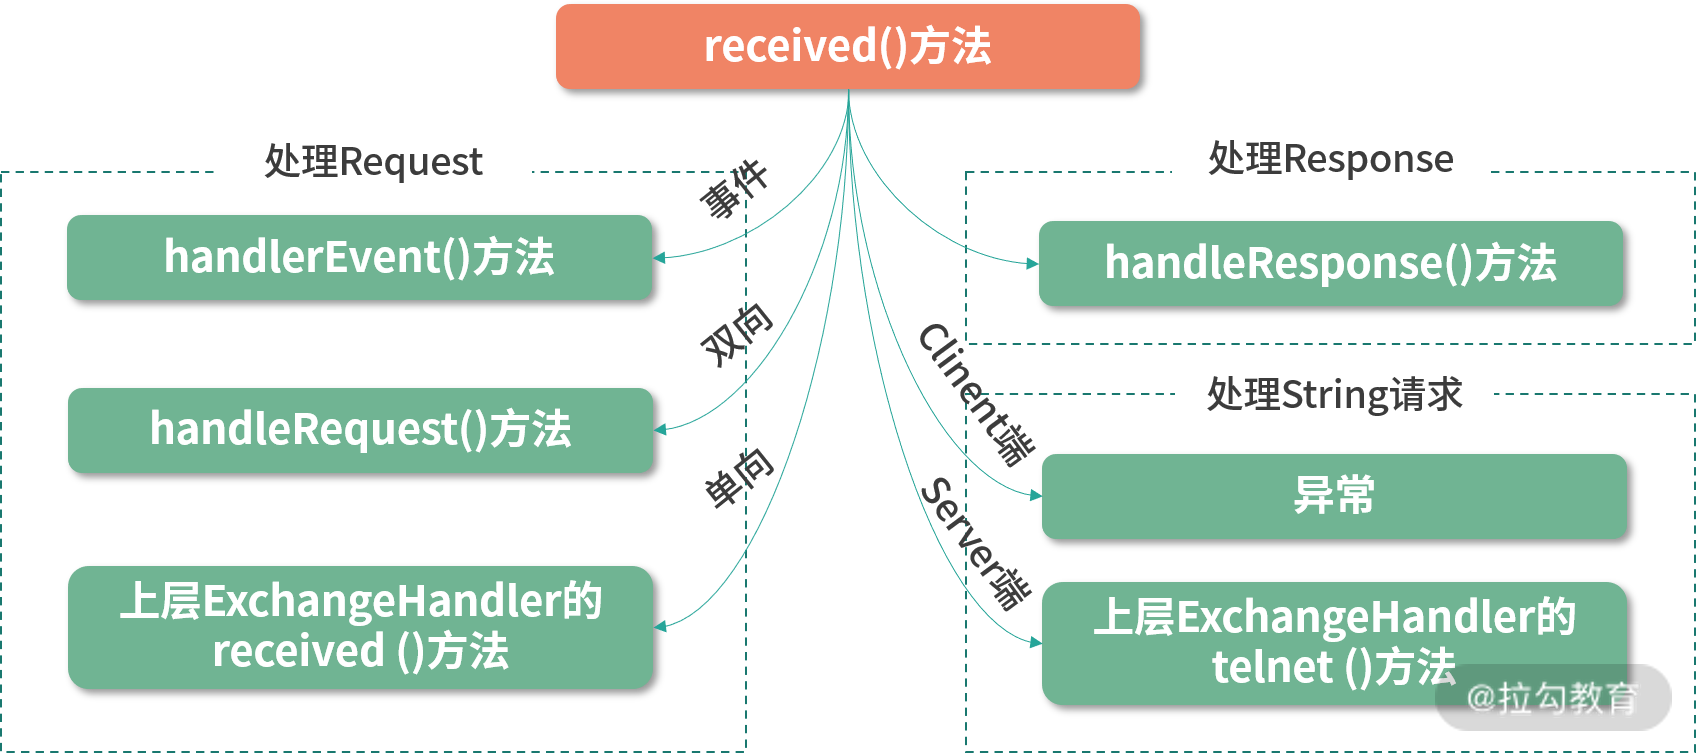 received()方法
处理Request
事件
handlerEvent()方法
双向
handleRequest()方法
单向
上层ExchangeHandler的
received ()方法
处理Response
handleResponse()方法
处理String请求
Clinent端
异常
Server端
上层ExchangeHandler的
telnet ()方法
@拉勾教育